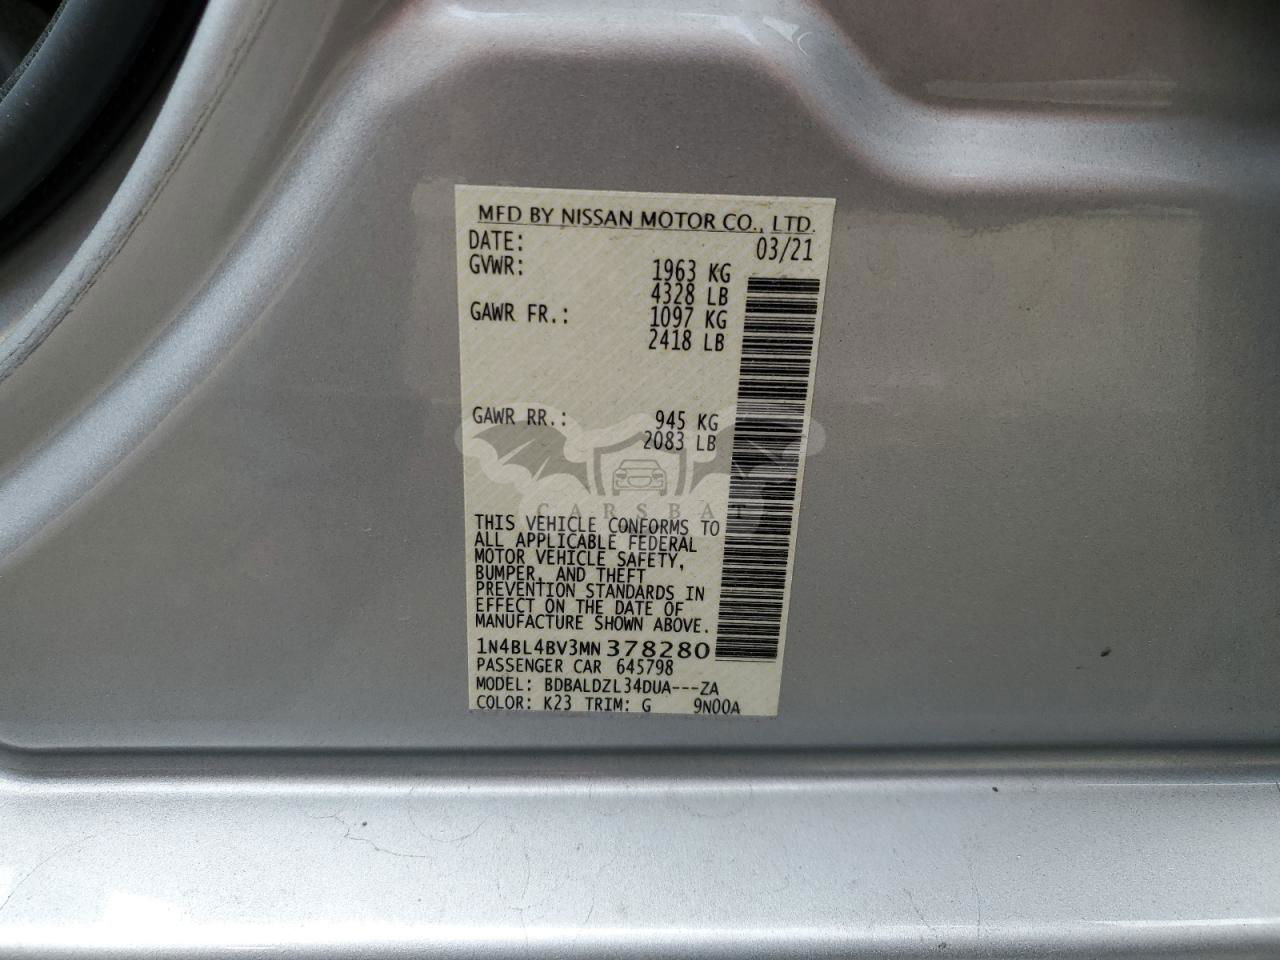 MFD BY NISSAN MOTOR CO., LTD.
DATE: 03/21
GVWR: 1963 KG
4328 LB
GAWR FR.: 1097 KG
2418 LB
GAWR RR.: 945 KG
2083 LB
CARSBAT
THIS VEHICLE CONFORMS TO
ALL APPLICABLE FEDERAL
MOTOR VEHICLE SAFETY,
BUMPER, AND THEFT
PREVENTION STANDARDS IN
EFFECT ON THE DATE OF
MANUFACTURE SHOWN ABOVE.
1N4BL4BV3MN378280
PASSENGER CAR 645798
MODEL: BDBALDZL34DUA---ZA
COLOR: K23 TRIM: G 9N00A